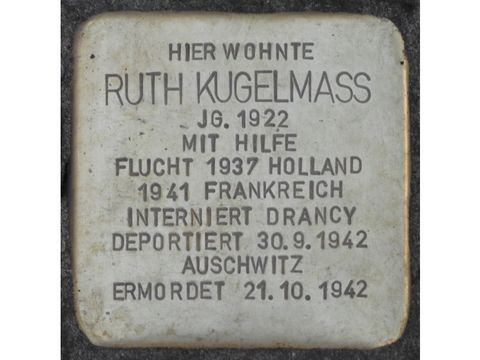 HIER WOHNTE
RUTH KUGELMASS
JG. 1922
MIT HILFE
FLUCHT 1937 HOLLAND
1941 FRANKREICH
INTERNIERT DRANCY
DEPORTIERT 30.9.1942
AUSCHWITZ
ERMORDET 21.10.1942